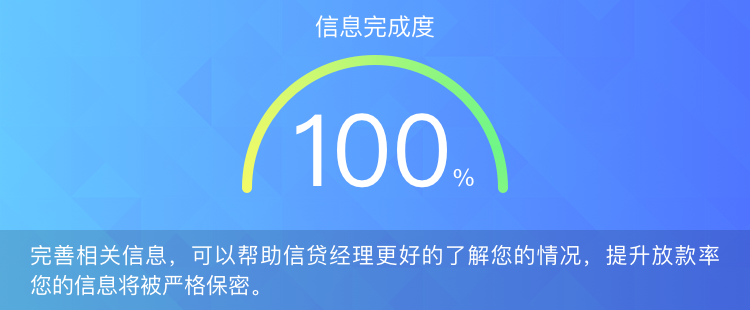 信息完成度
100%
完善相关信息，可以帮助信贷经理更好的了解您的情况，提升放款率
您的信息将被严格保密。